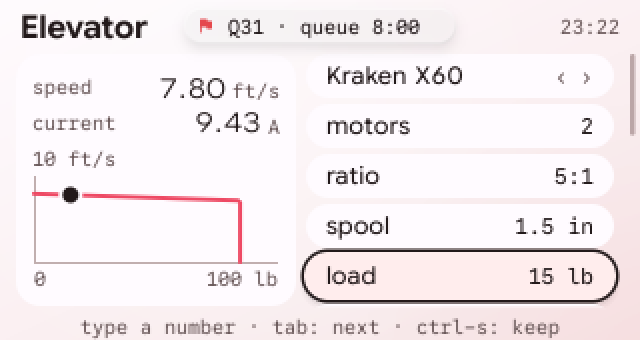 Elevator
Q31 · queue 8:00
23:22
speed 7.80 ft/s
current 9.43 A
10 ft/s
0 100 lb
Kraken X60 ‹ ›
motors 2
ratio 5:1
spool 1.5 in
load 15 lb
type a number · tab: next · ctrl-s: keep